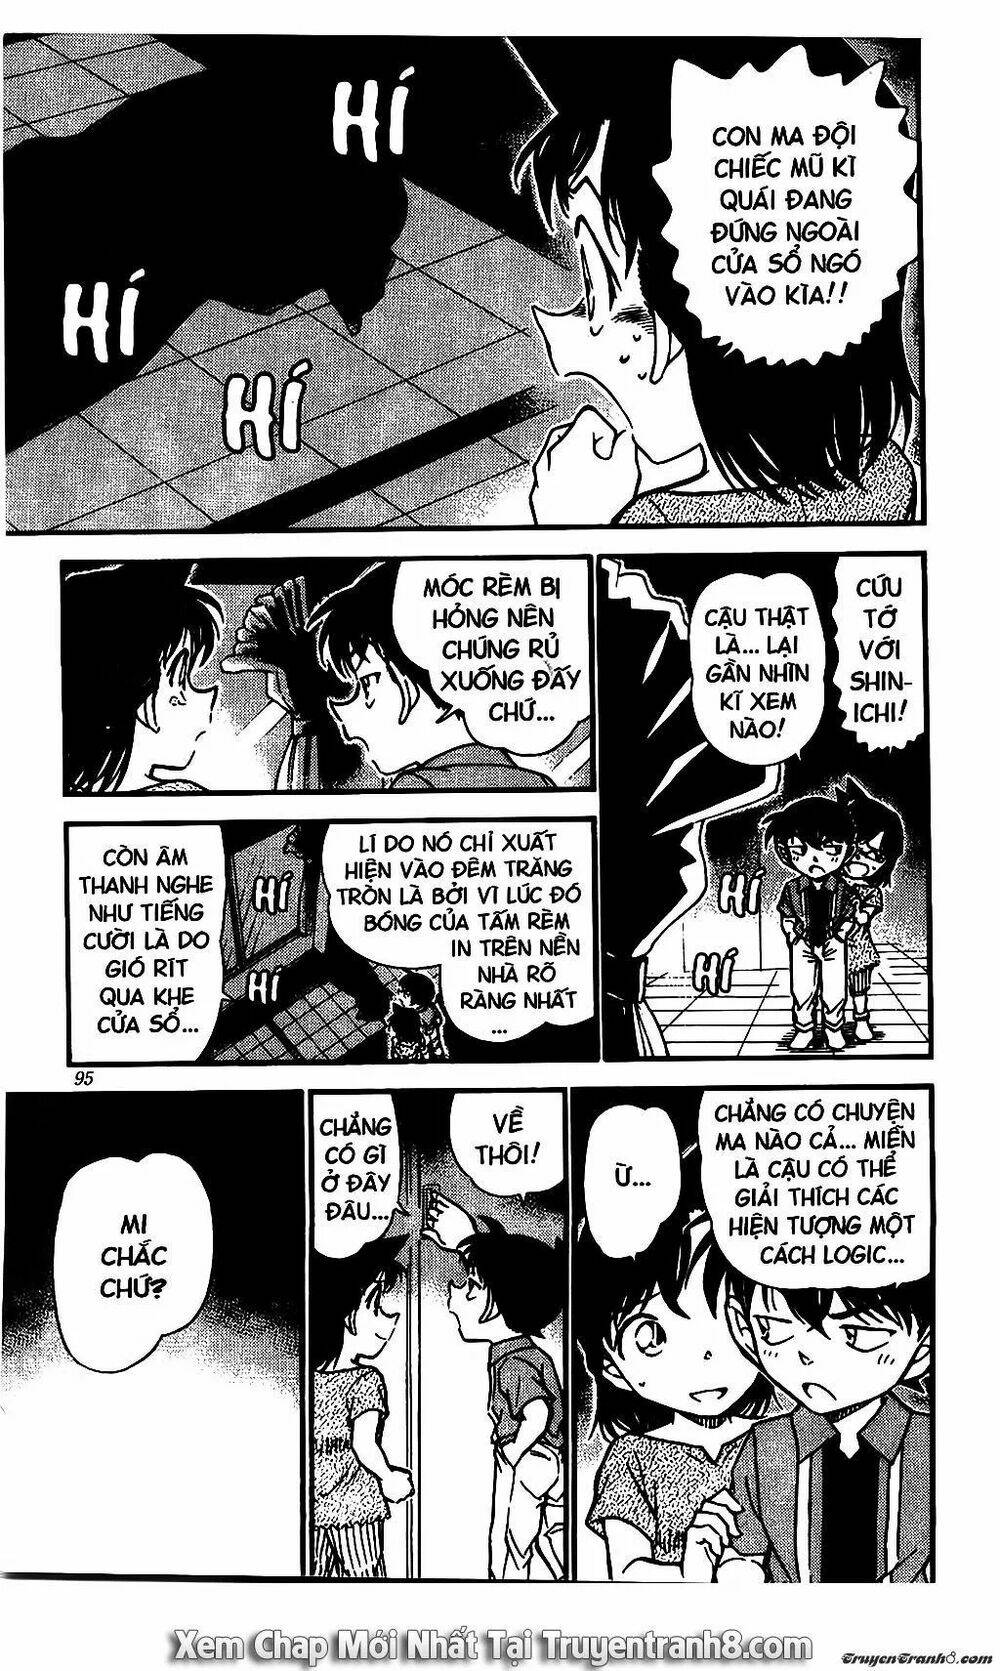 CON MA ĐỘI
CHIẾC MŨ KÌ
QUÁI ĐANG
ĐỨNG NGOÀI
CỬA SỔ NGÓ
VÀO KÌA!!
HÍ
HÍ
HÍ
CỨU
TỚ
VỚI
SHIN-
ICHI!
CẬU THẬT
LÀ... LẠI
GẦN NHÌN
KĨ XEM
NÀO!
HÍ
HÍ
MÓC RÈM BỊ
HỎNG NÊN
CHÚNG RỦ
XUỐNG ĐẤY
CHỨ...
LÍ DO NÓ CHỈ XUẤT
HIỆN VÀO ĐÊM TRĂNG
TRÒN LÀ BỞI VÌ LÚC ĐÓ
BÓNG CỦA TẤM RÈM
IN TRÊN NỀN
NHÀ RÕ
RÀNG NHẤT
...
HÍ
HÍ
CÒN ÂM
THANH NGHE
NHƯ TIẾNG
CƯỜI LÀ DO
GIÓ RÍT
QUA KHE
CỬA SỔ...
95
CHẲNG CÓ CHUYỆN
MA NÀO CẢ... MIỄN
LÀ CẬU CÓ THỂ
GIẢI THÍCH CÁC
HIỆN TƯỢNG MỘT
CÁCH LOGIC...
Ừ...
VỀ
THÔI!
CHẲNG
CÓ GÌ
Ở ĐÂY
ĐÂU...
MI
CHẮC
CHỨ?
Xem Chap Mới Nhất Tại Truyentranh8.com
TruyenTranh8.com